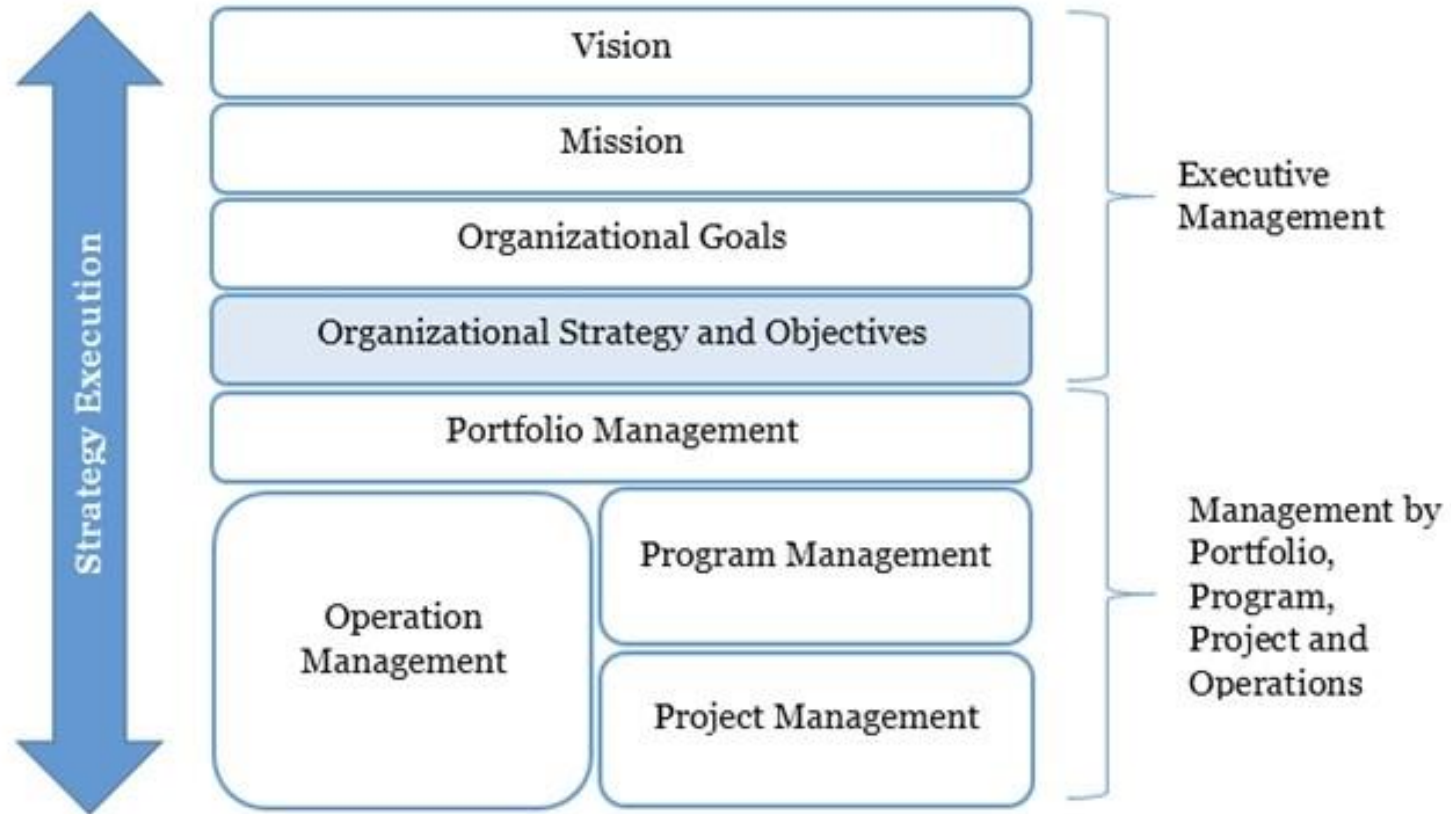 Vision
Mission
Organizational Goals
Organizational Strategy and Objectives
Portfolio Management
Operation
Management
Program Management
Project Management
Strategy Execution
Executive
Management
Management by
Portfolio,
Program,
Project and
Operations